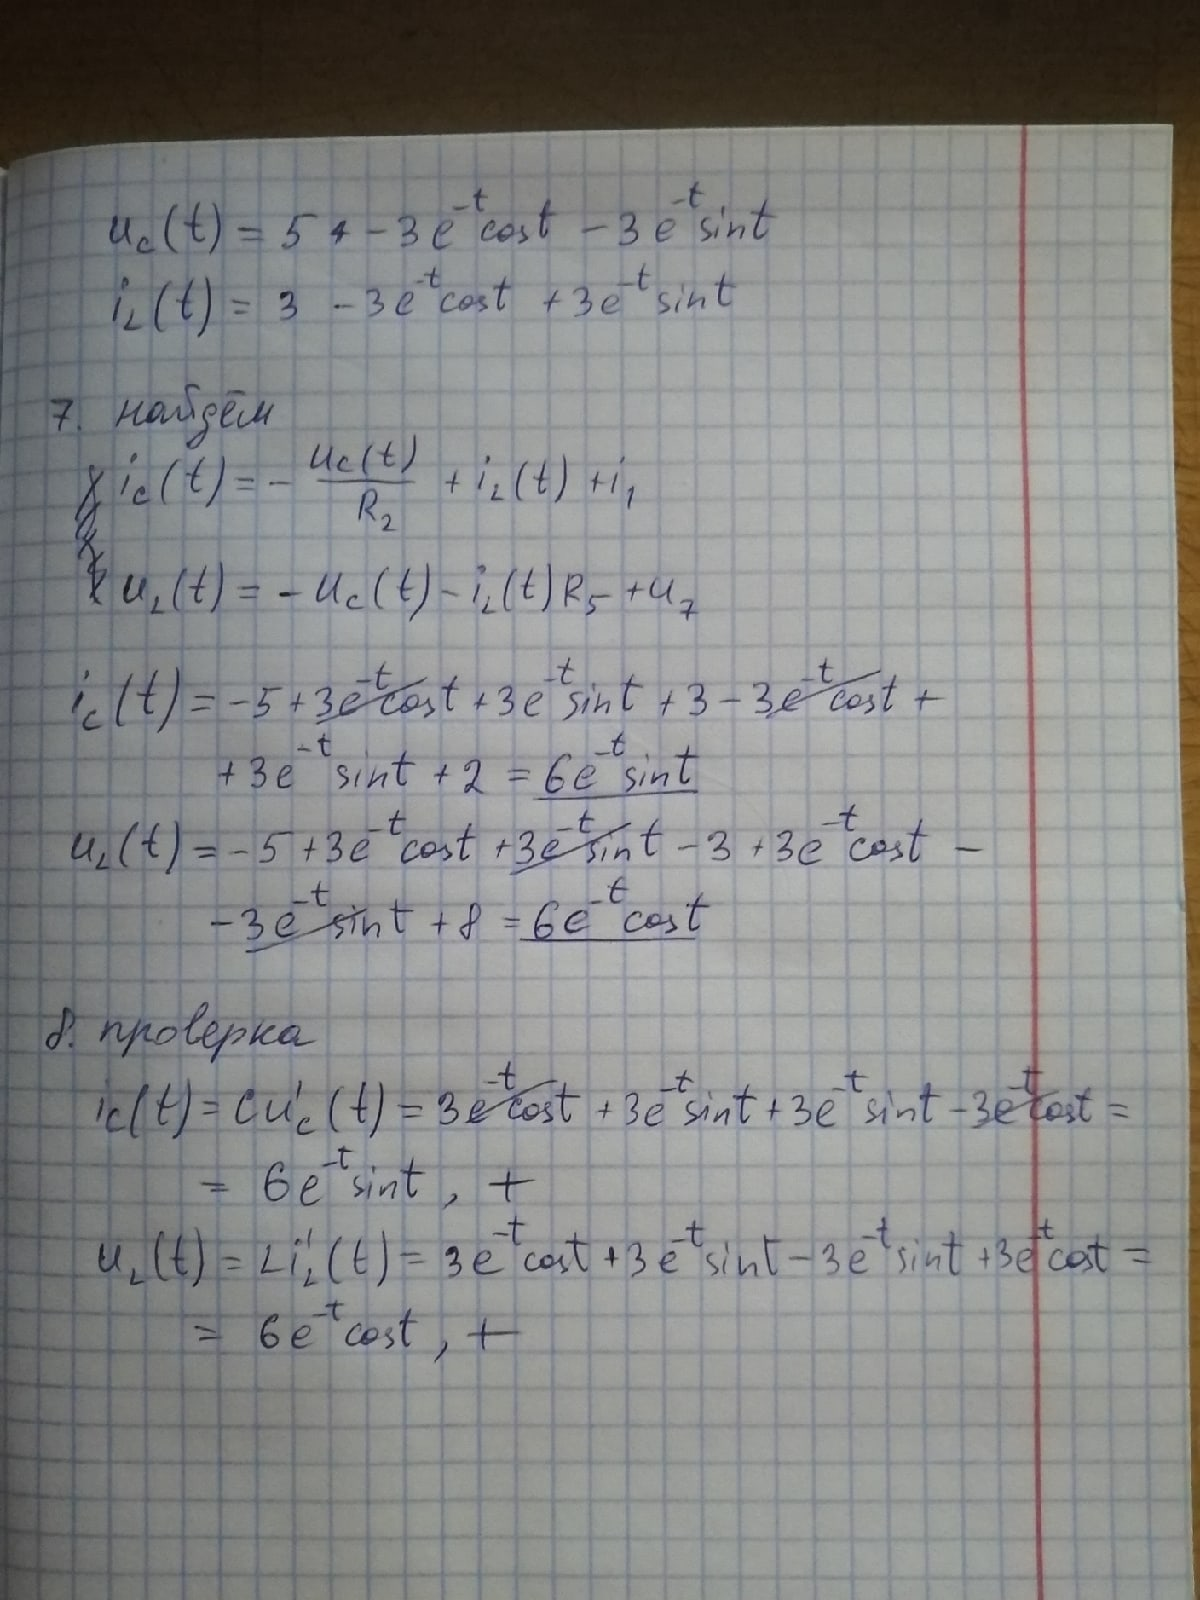 u_c(t) = 5 - 3e^{-t}cost - 3e^{-t}sint
i_L(t) = 3 - 3e^{-t}cost + 3e^{-t}sint
7. найдём
i_c(t) = - \frac{u_c(t)}{R_2} + i_L(t) + i_1
u_L(t) = - u_c(t) - i_L(t)R_5 + u_7
i_c(t) = -5 + 3e^{-t}cost + 3e^{-t}sint + 3 - 3e^{-t}cost +
+ 3e^{-t}sint + 2 = 6e^{-t}sint
u_L(t) = -5 + 3e^{-t}cost + 3e^{-t}sint - 3 + 3e^{-t}cost -
- 3e^{-t}sint + 8 = 6e^{-t}cost
8. проверка
i_c(t) = Cu'_c(t) = 3e^{-t}cost + 3e^{-t}sint + 3e^{-t}sint - 3e^{-t}cost =
= 6e^{-t}sint, +
u_L(t) = Li'_L(t) = 3e^{-t}cost + 3e^{-t}sint - 3e^{-t}sint + 3e^{-t}cost =
= 6e^{-t}cost, +